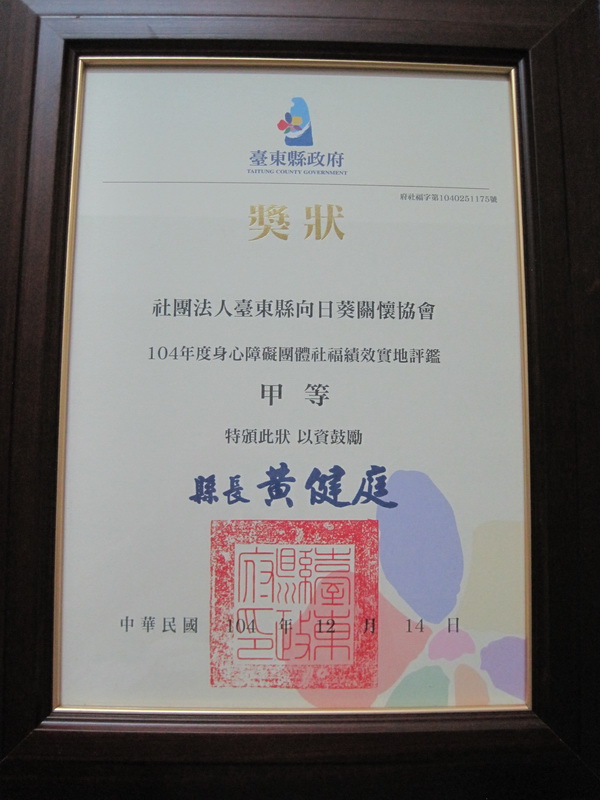 臺東縣政府
TAITUNG COUNTY GOVERNMENT
府社福字第1040251175號
獎狀
社團法人臺東縣向日葵關懷協會
104年度身心障礙團體社福績效實地評鑑
甲等
特頒此狀 以資鼓勵
縣長 黃健庭
臺東縣政府印
中華民國 104 年 12 月 14 日